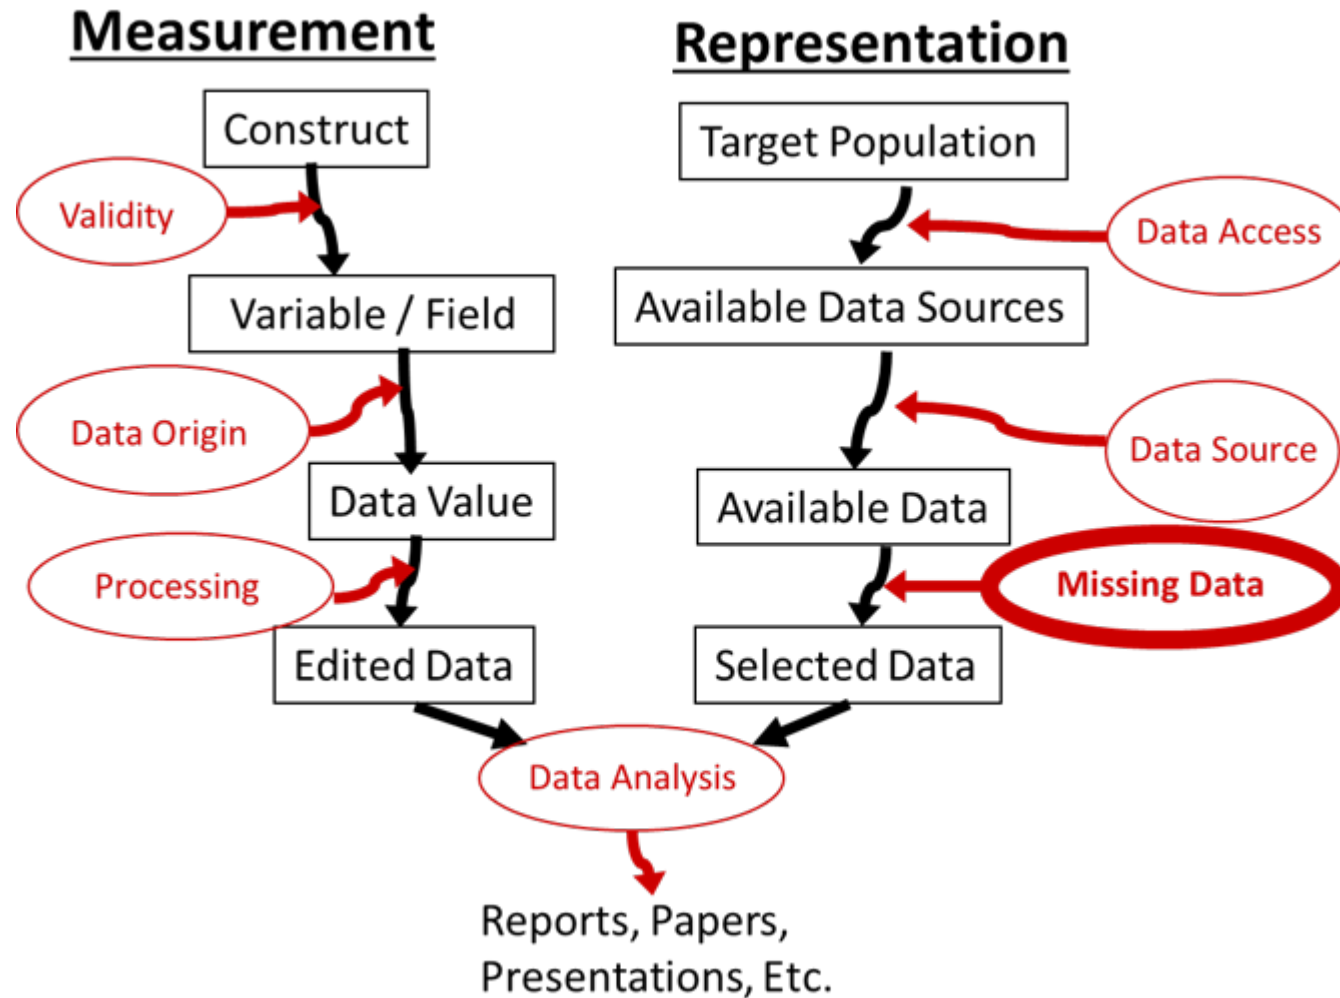 Measurement
Representation
Construct
Target Population
Validity
Data Access
Variable / Field
Available Data Sources
Data Origin
Data Source
Data Value
Available Data
Processing
Missing Data
Edited Data
Selected Data
Data Analysis
Reports, Papers,
Presentations, Etc.